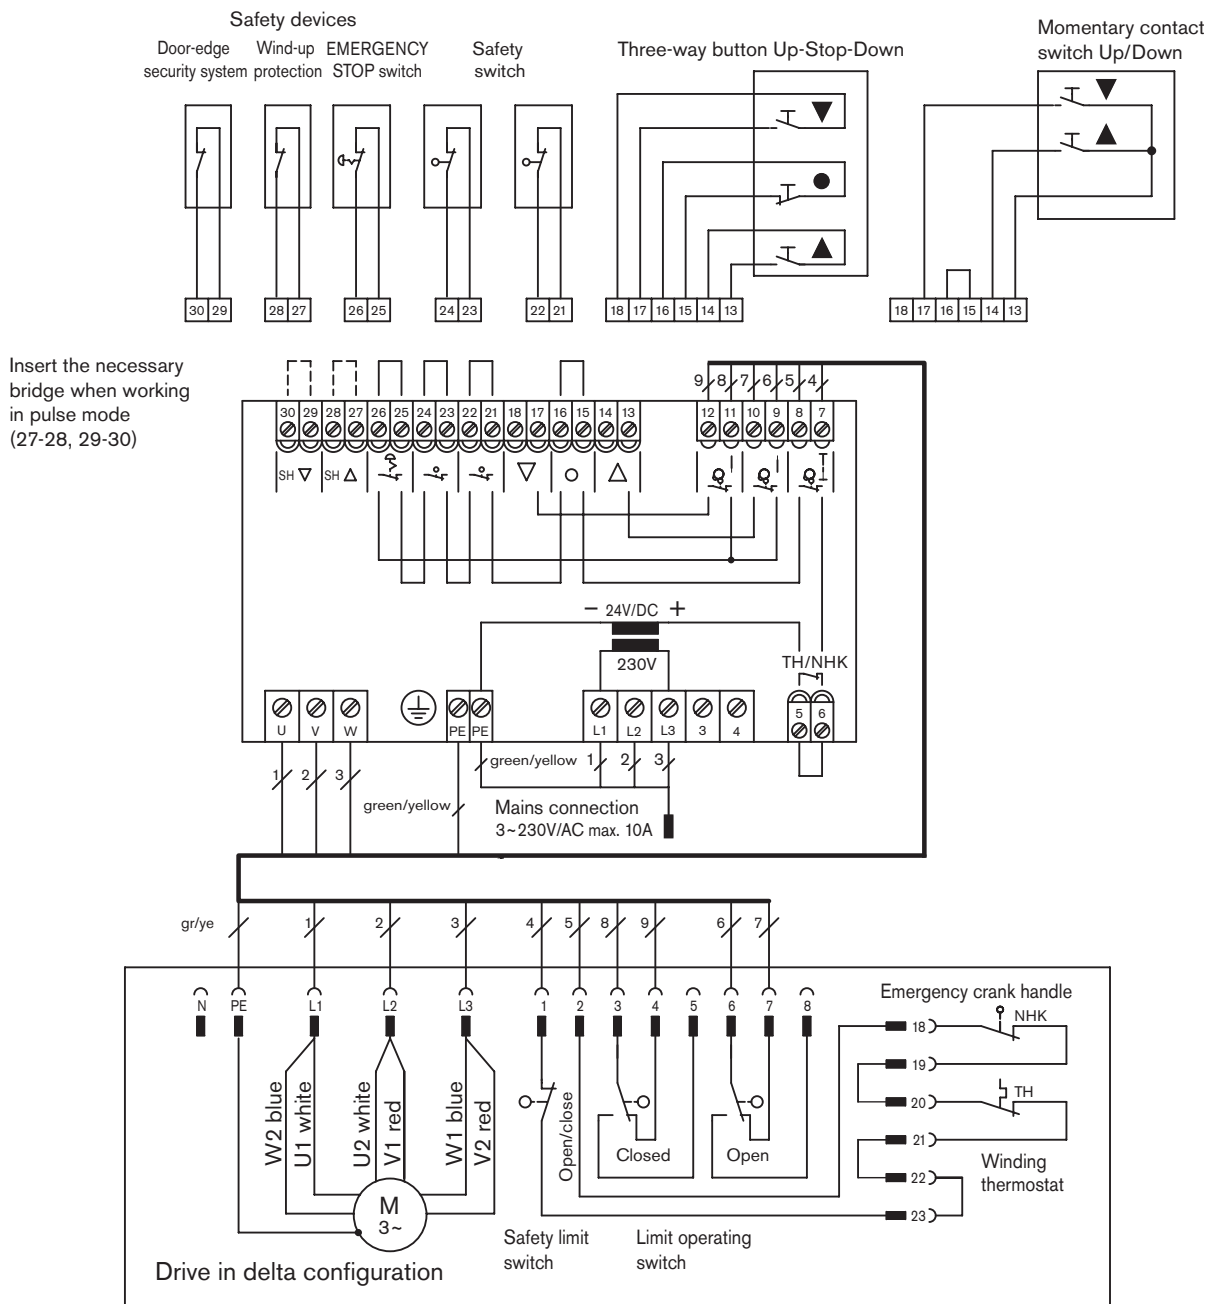 Safety devices
Door-edge
security system
Wind-up
protection
EMERGENCY
STOP switch
Safety
switch
Three-way button Up-Stop-Down
Momentary contact
switch Up/Down
30 29
28 27
26 25
24 23
22 21
18 17 16 15 14 13
18 17 16 15 14 13
Insert the necessary
bridge when working
in pulse mode
(27-28, 29-30)
9 8 7 6 5 4
30 29 28 27 26 25 24 23 22 21 18 17 16 15 14 13
12 11 10 9 8 7
SH SH
− 24V/DC +
230V
TH/NHK
U V W
PE PE
L1 L2 L3 3 4
5 6
1 2 3
green/yellow
1 2 3
green/yellow
Mains connection
3~230V/AC max. 10A
gr/ye 1 2 3 4 5 8 9 6 7
N PE L1 L2 L3 1 2 3 4 5 6 7 8
Emergency crank handle
18 NHK
19
20 TH
21
22
23
Winding
thermostat
W2 blue
U1 white
U2 white
V1 red
W1 blue
V2 red
Open/close
Closed
Open
M
3~
Safety limit
switch
Limit operating
switch
Drive in delta configuration